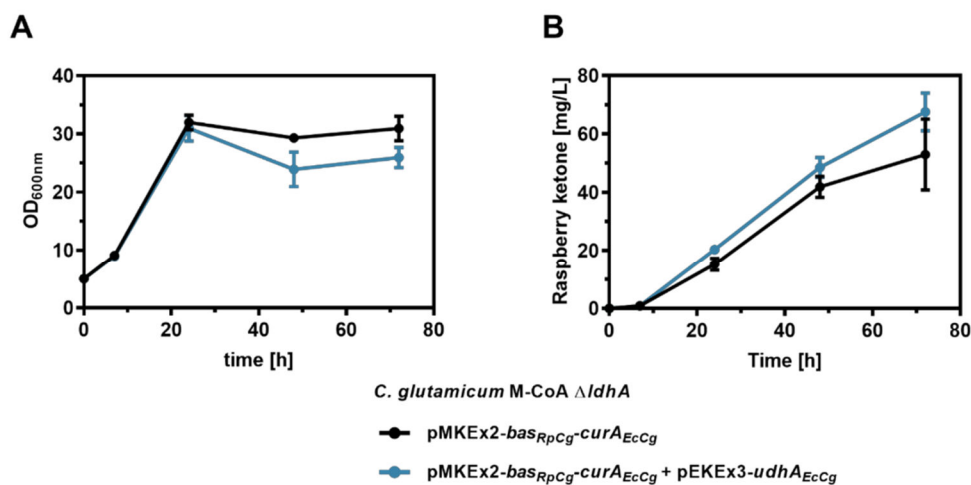 A
B
40
30
20
10
0
OD600nm
0 20 40 60 80
time [h]
80
60
40
20
0
Raspberry ketone [mg/L]
0 20 40 60 80
Time [h]
C. glutamicum M-CoA ΔldhA
pMKEx2-basRpCg-curAEcCg
pMKEx2-basRpCg-curAEcCg + pEKEx3-udhAEcCg